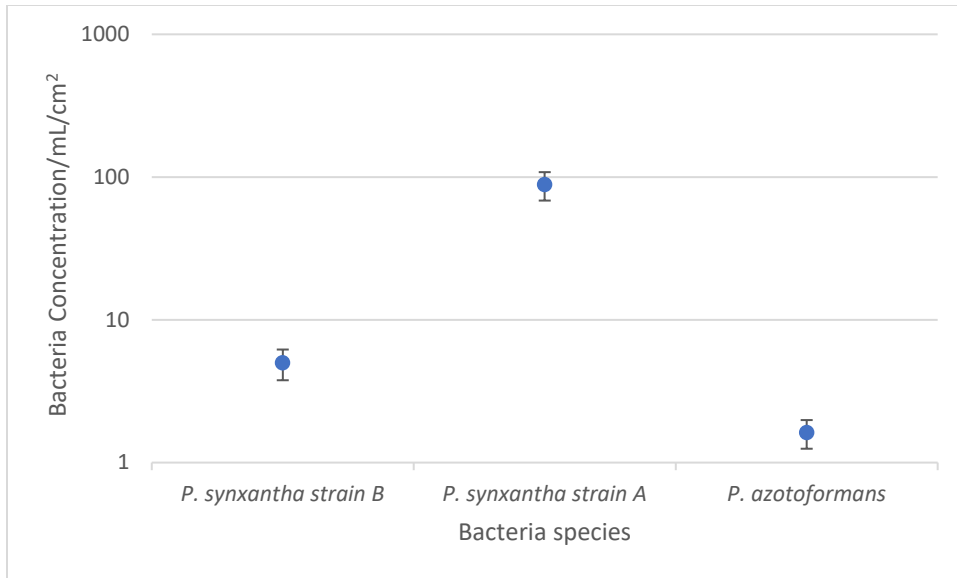 1000
100
10
1
Bacteria Concentration/mL/cm²
P. synxantha strain B
P. synxantha strain A
P. azotoformans
Bacteria species